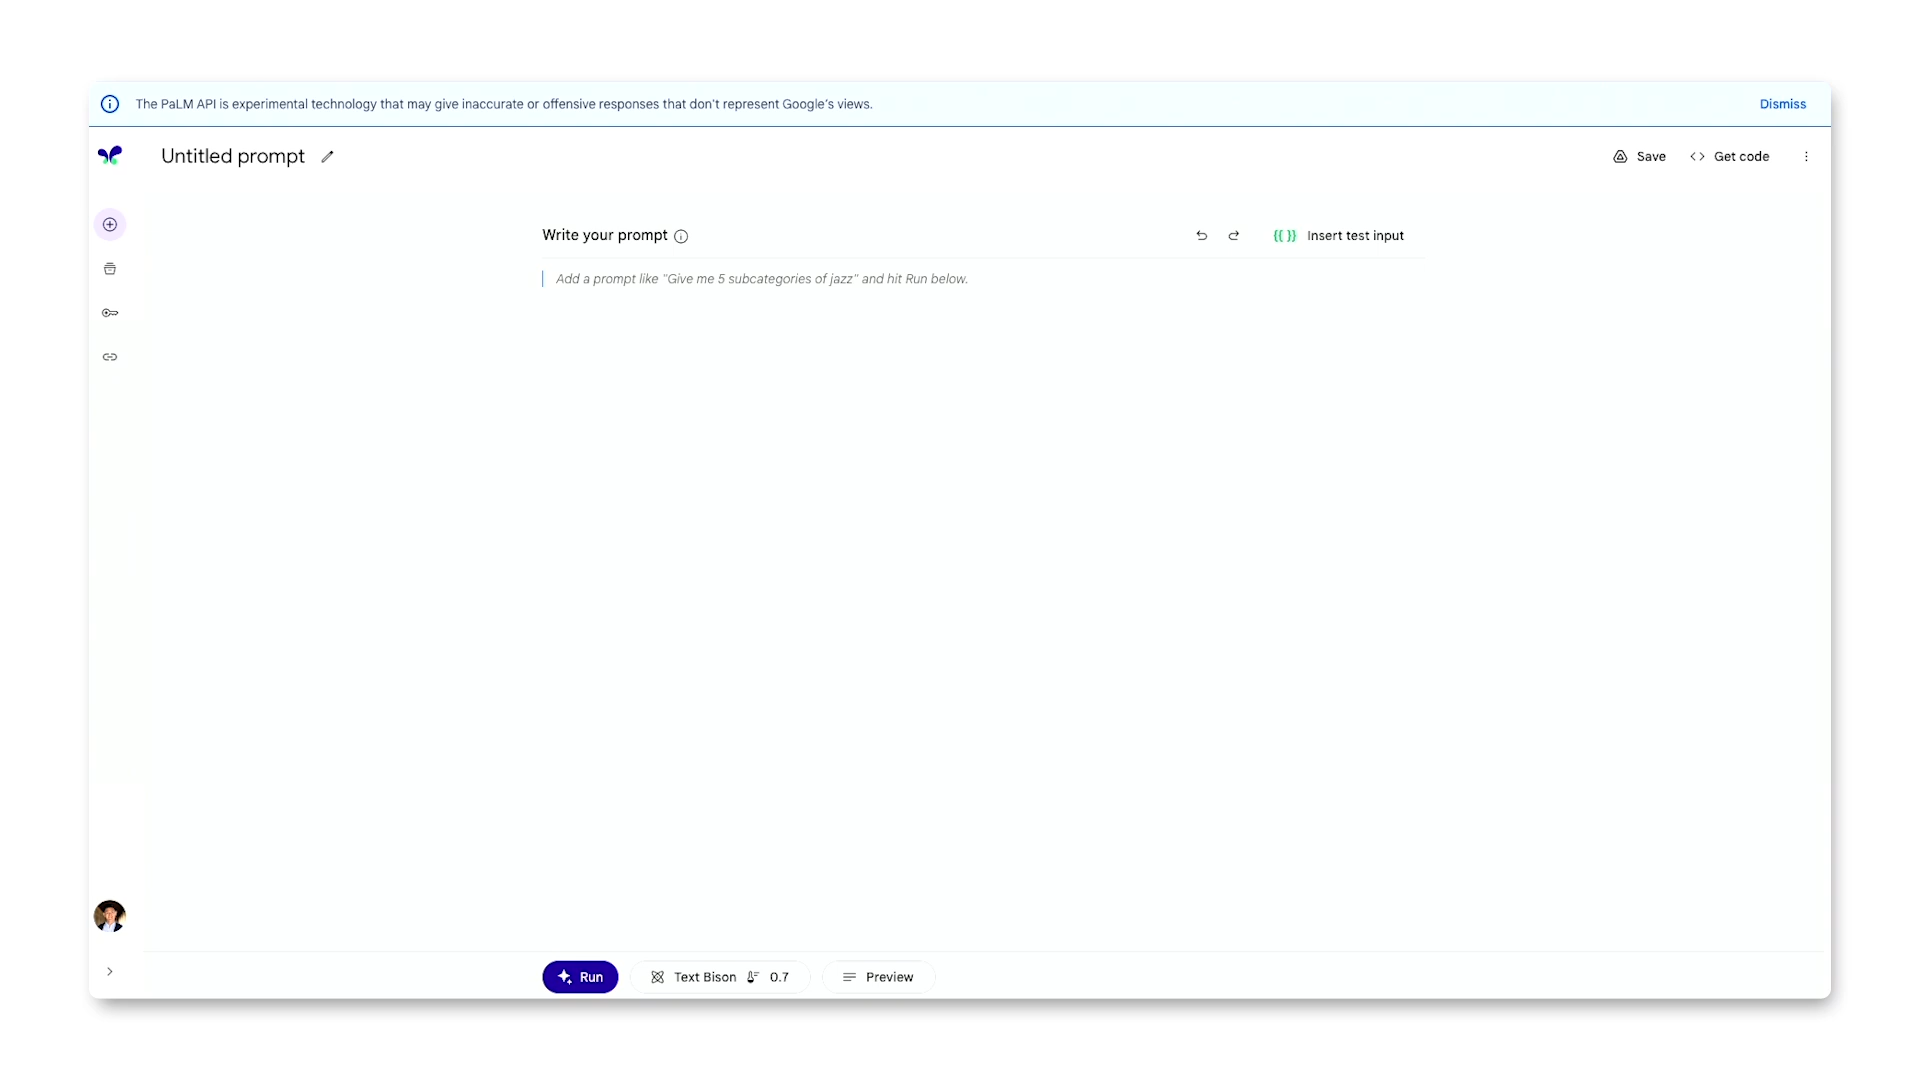 The PaLM API is experimental technology that may give inaccurate or offensive responses that don't represent Google's views.
Dismiss
Untitled prompt
Save
Get code
Write your prompt
{{ }} Insert test input
Add a prompt like "Give me 5 subcategories of jazz" and hit Run below.
Run
Text Bison
0.7
Preview